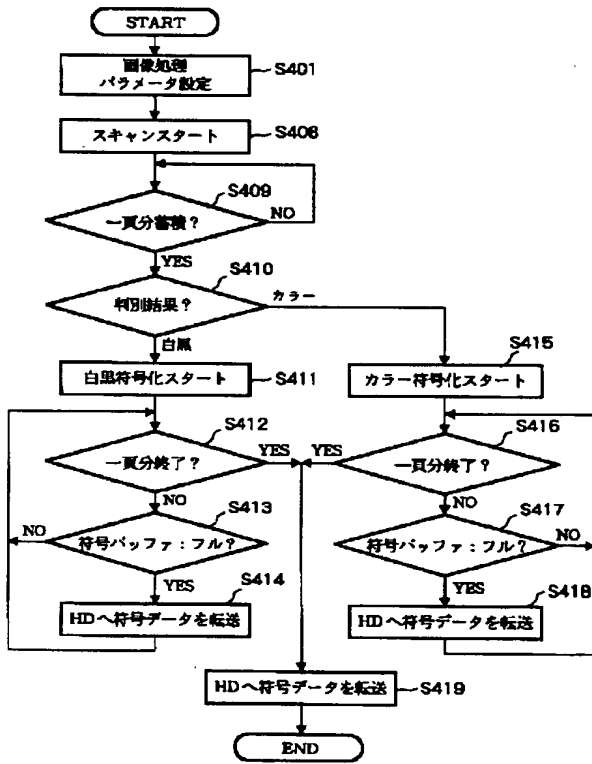 START
画像処理
パラメータ設定
S401
スキャンスタート
S408
S409
一頁分蓄積?
NO
YES
S410
判別結果?
カラー
白黒
白黒符号化スタート
S411
S412
一頁分終了?
YES
NO
S413
符号バッファ:フル?
NO
YES
S414
HDへ符号データを転送
S415
カラー符号化スタート
S416
一頁分終了?
YES
NO
S417
符号バッファ:フル?
NO
YES
S418
HDへ符号データを転送
HDへ符号データを転送
S419
END